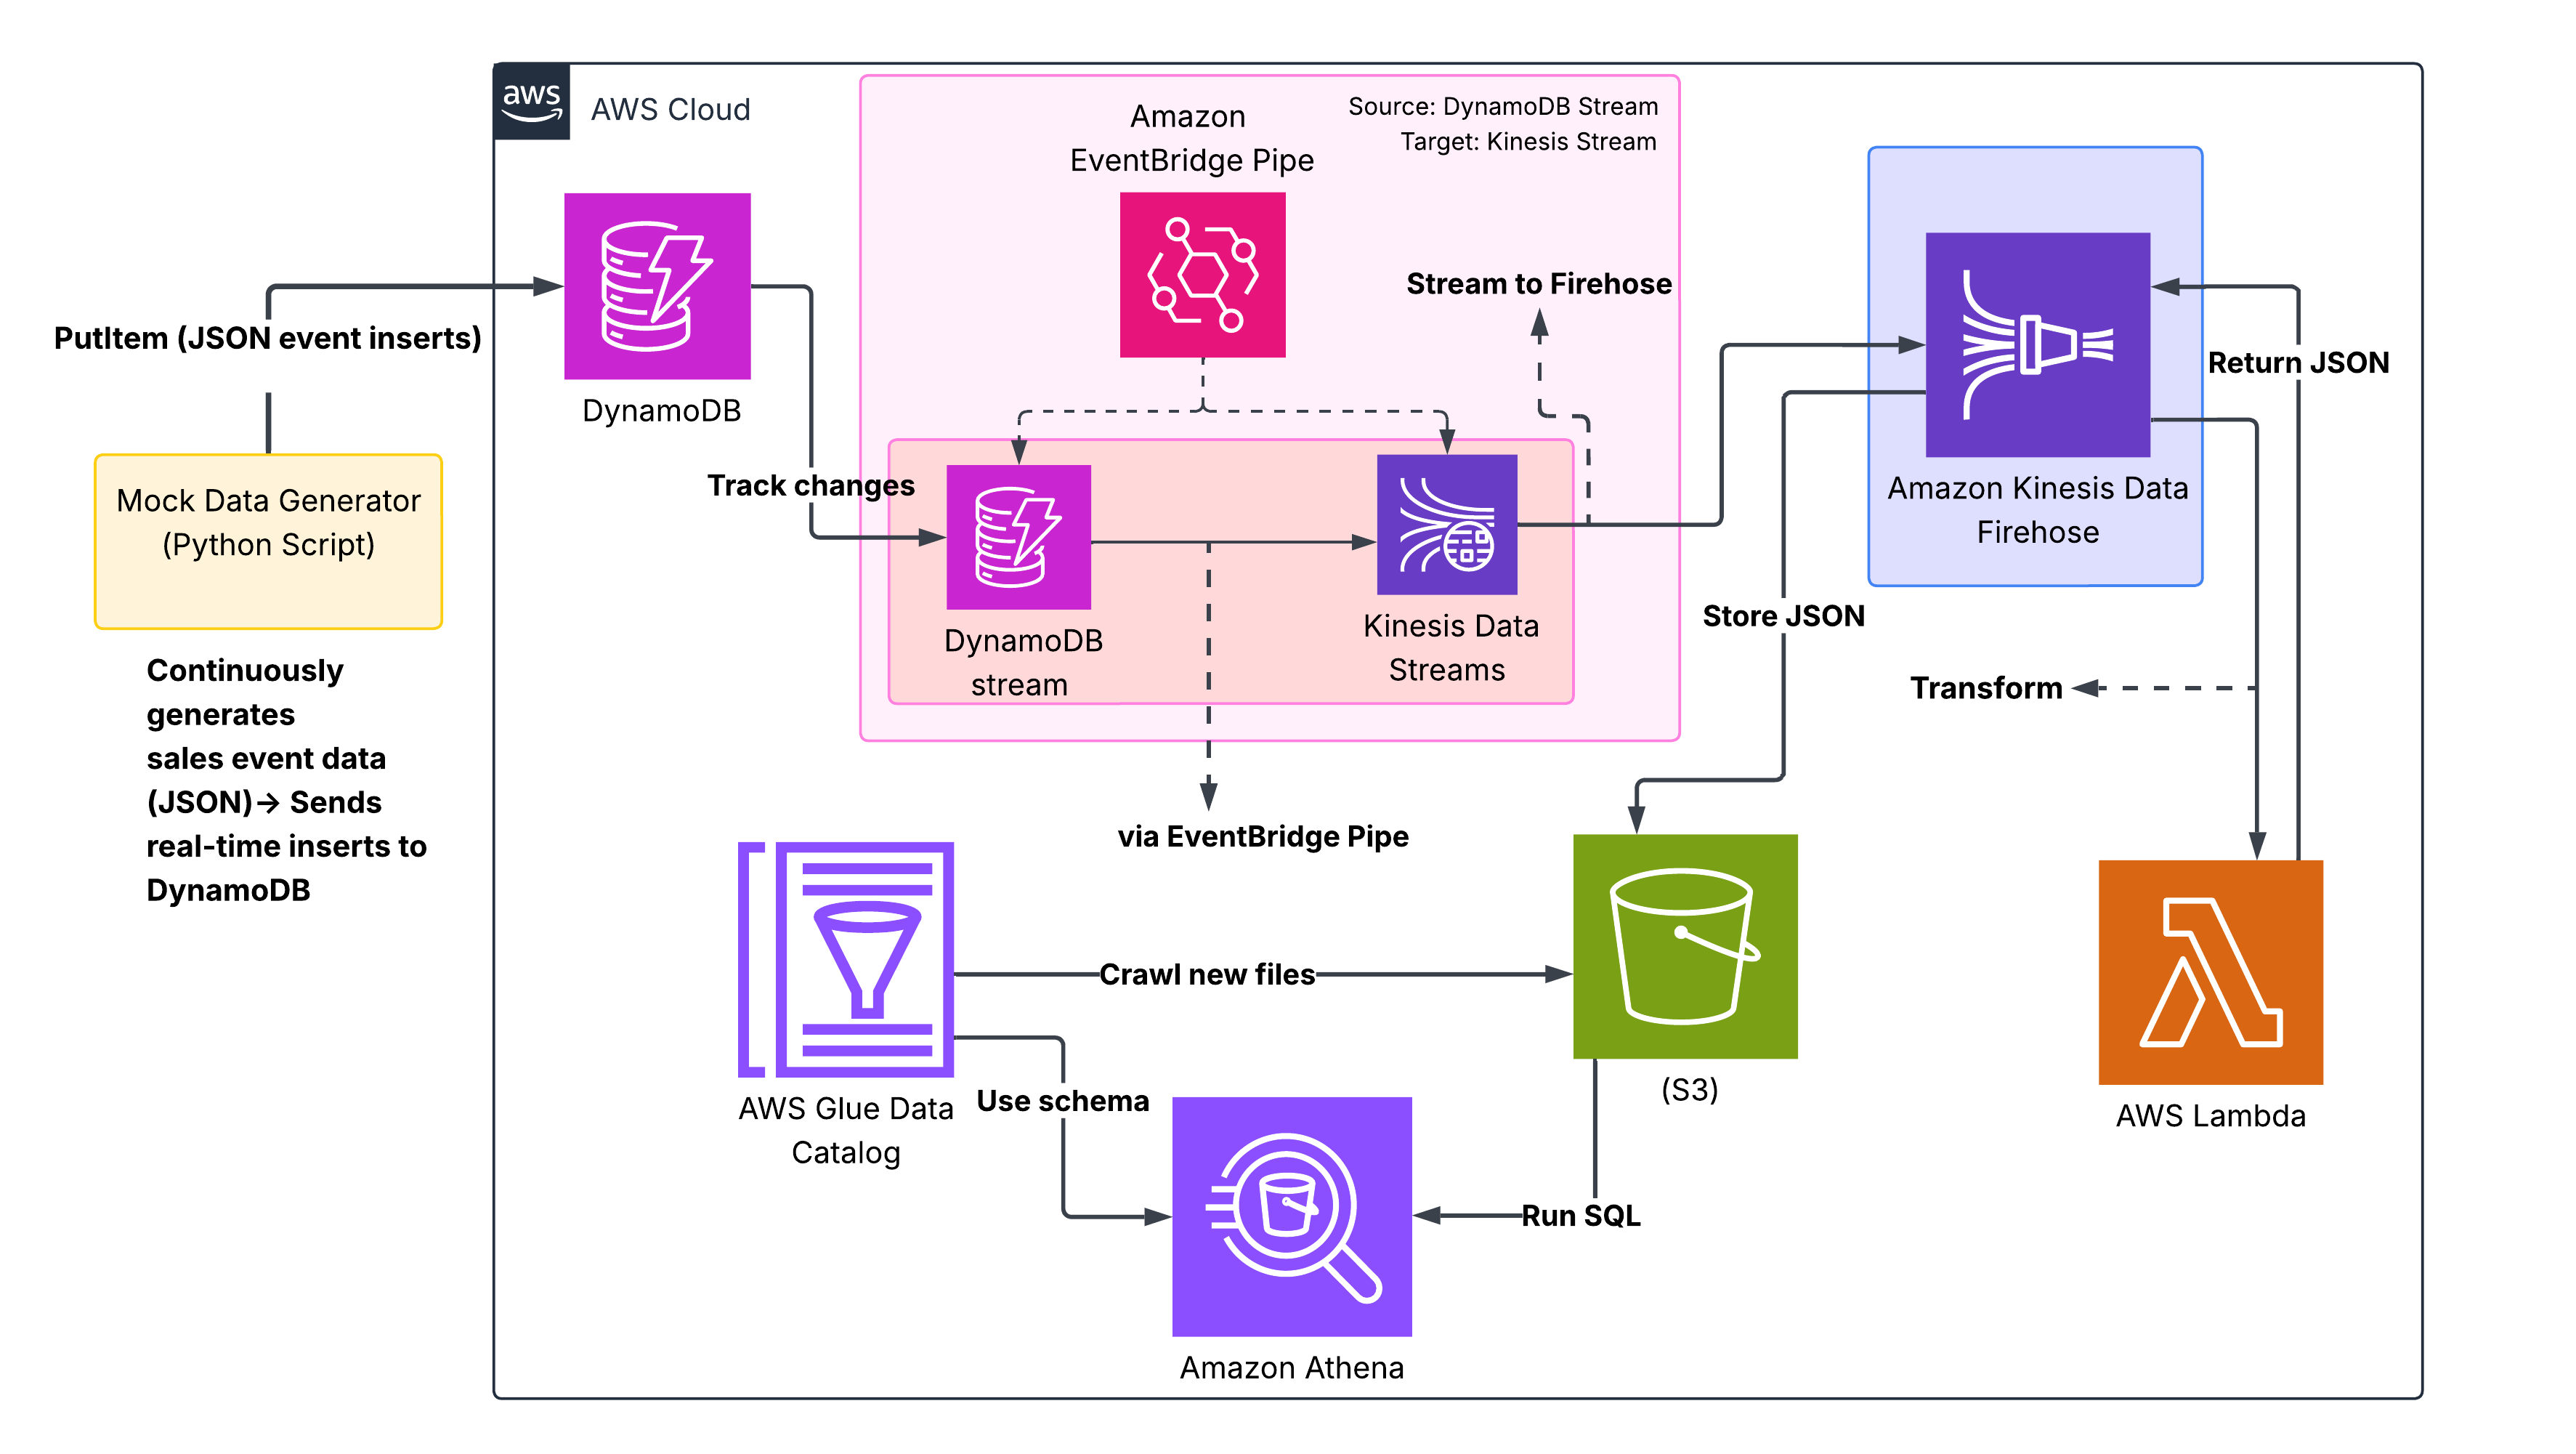 aws
AWS Cloud
Amazon
EventBridge Pipe
Source: DynamoDB Stream
Target: Kinesis Stream
PutItem (JSON event inserts)
DynamoDB
Mock Data Generator
(Python Script)
Continuously
generates
sales event data
(JSON)→ Sends
real-time inserts to
DynamoDB
Track changes
Stream to Firehose
DynamoDB
stream
Kinesis Data
Streams
via EventBridge Pipe
Amazon Kinesis Data
Firehose
Return JSON
Store JSON
Transform
AWS Glue Data
Catalog
Crawl new files
Use schema
(S3)
AWS Lambda
Run SQL
Amazon Athena